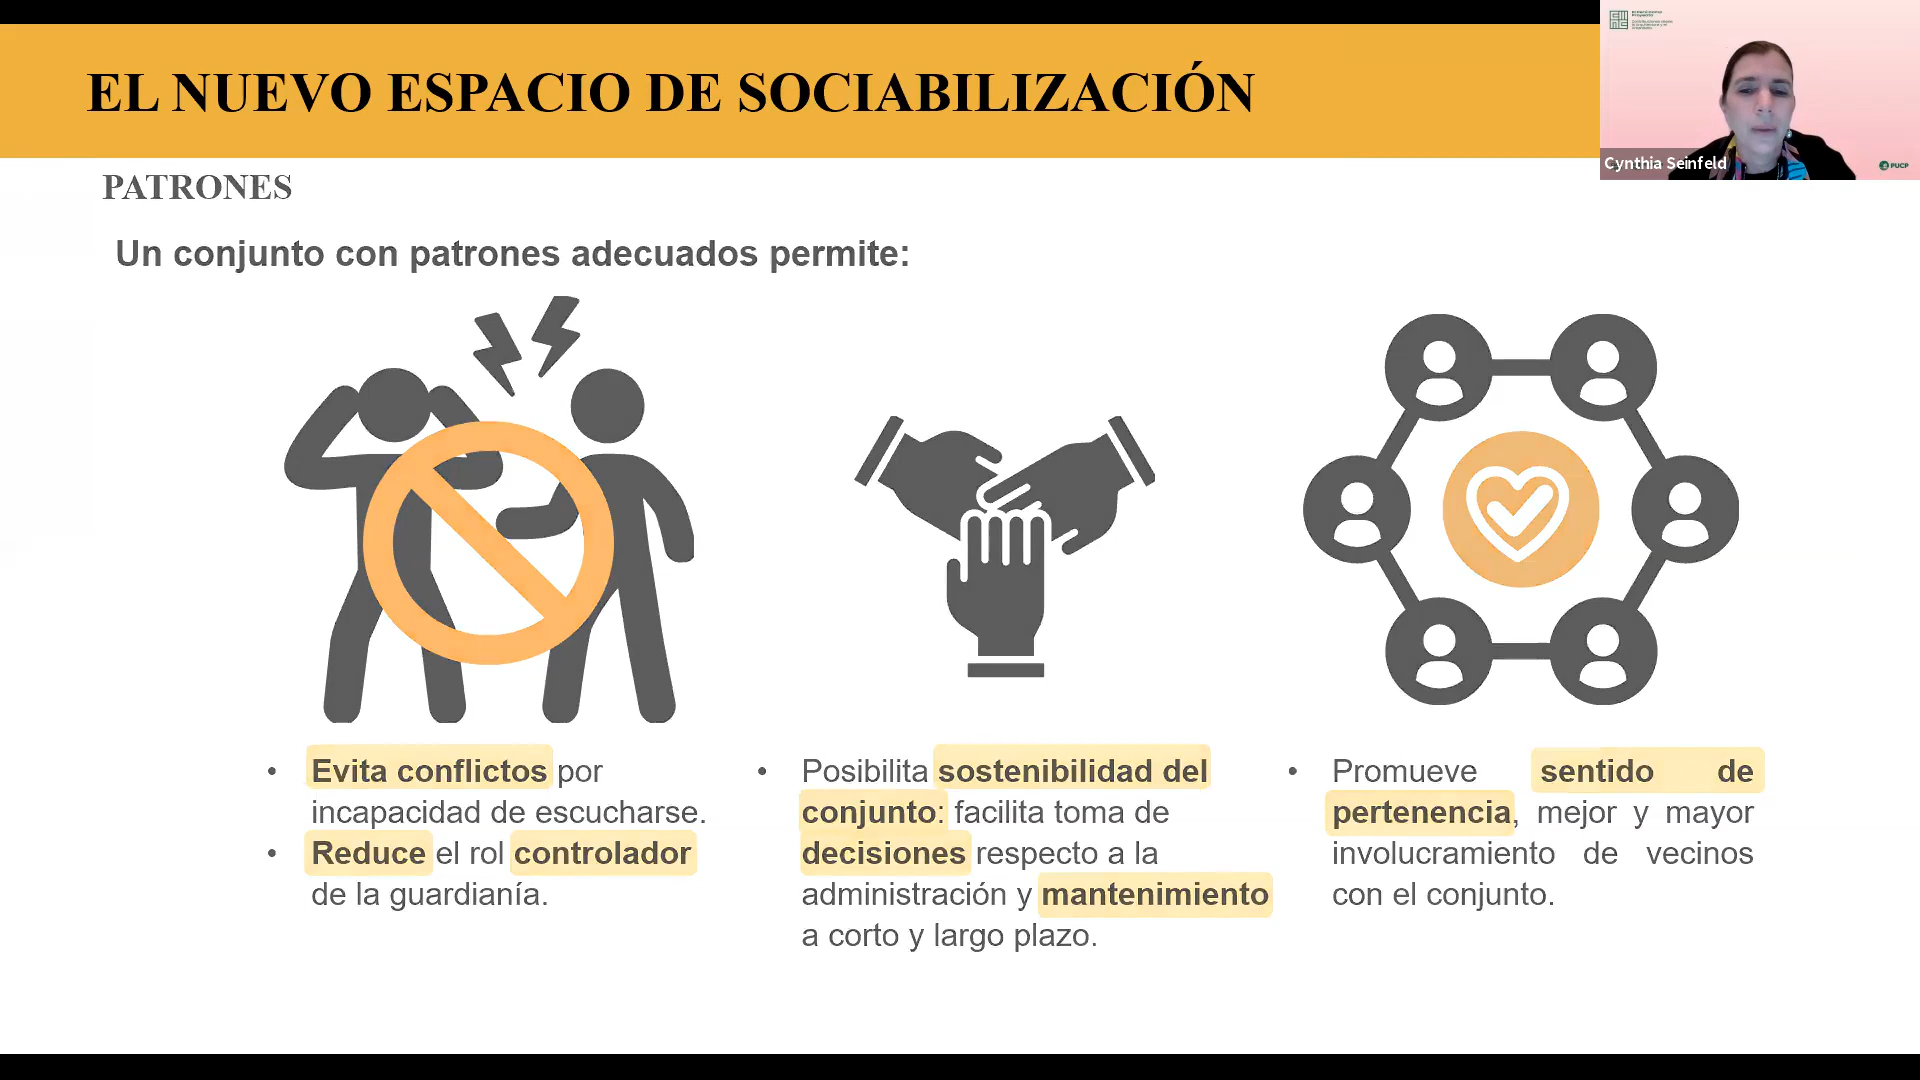 EL NUEVO ESPACIO DE SOCIABILIZACIÓN
Cynthia Seinfeld
PUCP
PATRONES
Un conjunto con patrones adecuados permite:
• Evita conflictos por
incapacidad de escucharse.
• Reduce el rol controlador
de la guardianía.
• Posibilita sostenibilidad del
conjunto: facilita toma de
decisiones respecto a la
administración y mantenimiento
a corto y largo plazo.
• Promueve sentido de
pertenencia, mejor y mayor
involucramiento de vecinos
con el conjunto.